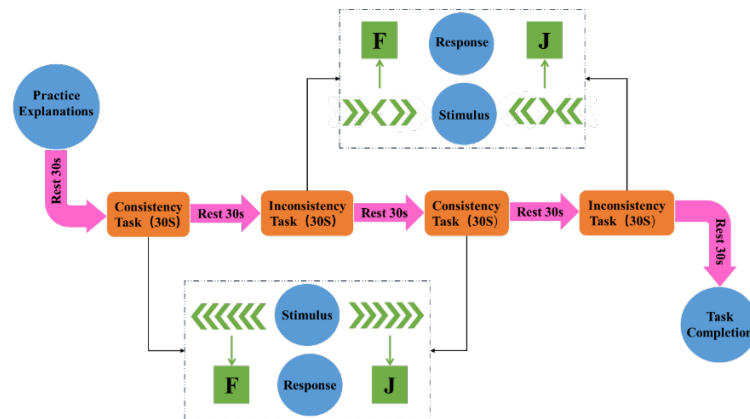 F
Response
J
Practice
Explanations
Stimulus
Rest 30s
Consistency
Task（30S）
Rest 30s
Inconsistency
Task（30S）
Rest 30s
Consistency
Task（30S）
Rest 30s
Inconsistency
Task（30S）
Rest 30s
Stimulus
Task
Completion
F
Response
J